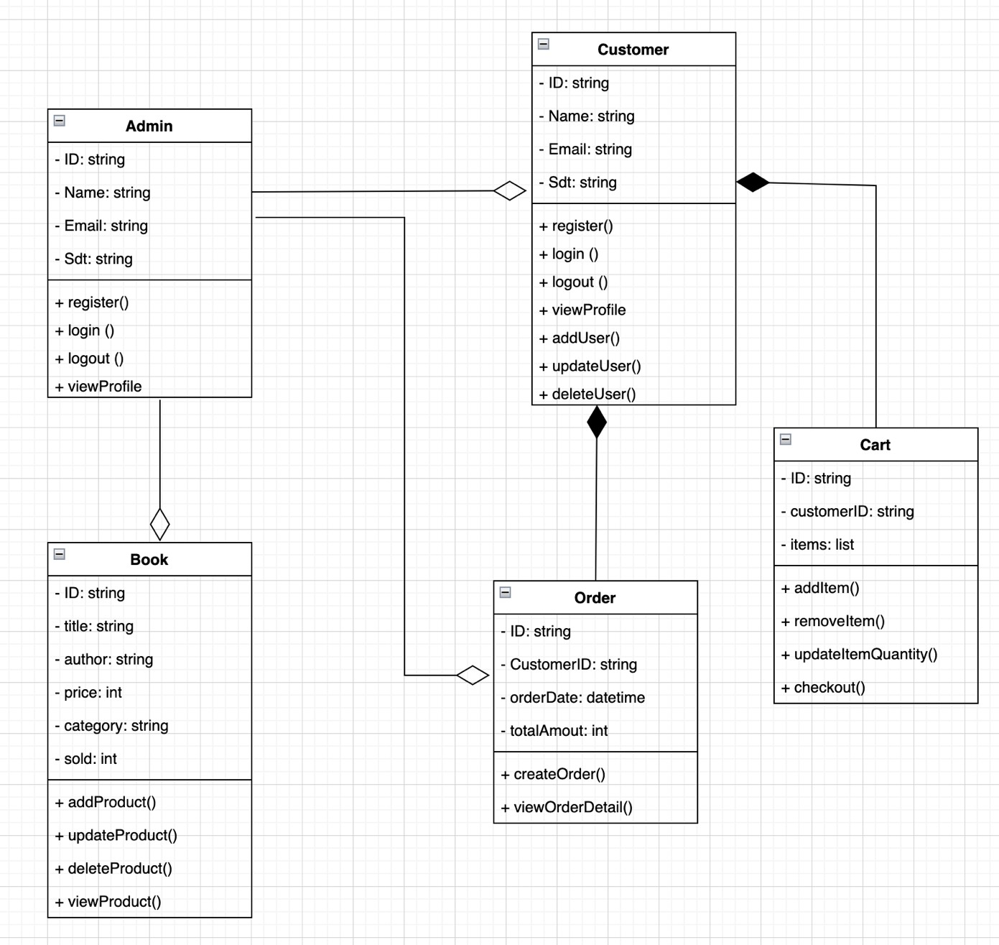 Customer
- ID: string
- Name: string
- Email: string
- Sdt: string
+ register()
+ login ()
+ logout ()
+ viewProfile
+ addUser()
+ updateUser()
+ deleteUser()
Admin
- ID: string
- Name: string
- Email: string
- Sdt: string
+ register()
+ login ()
+ logout ()
+ viewProfile
Cart
- ID: string
- customerID: string
- items: list
+ addItem()
+ removeItem()
+ updateItemQuantity()
+ checkout()
Book
- ID: string
- title: string
- author: string
- price: int
- category: string
- sold: int
+ addProduct()
+ updateProduct()
+ deleteProduct()
+ viewProduct()
Order
- ID: string
- CustomerID: string
- orderDate: datetime
- totalAmout: int
+ createOrder()
+ viewOrderDetail()